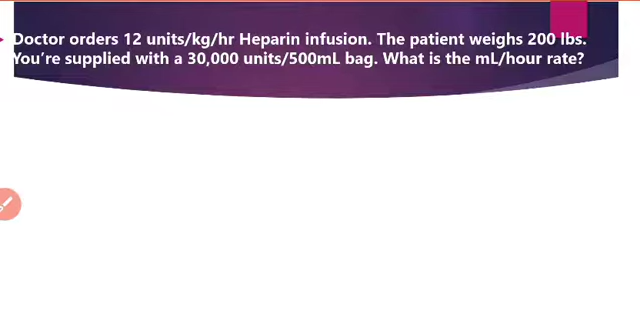 Doctor orders 12 units/kg/hr Heparin infusion. The patient weighs 200 lbs.
You’re supplied with a 30,000 units/500mL bag. What is the mL/hour rate?